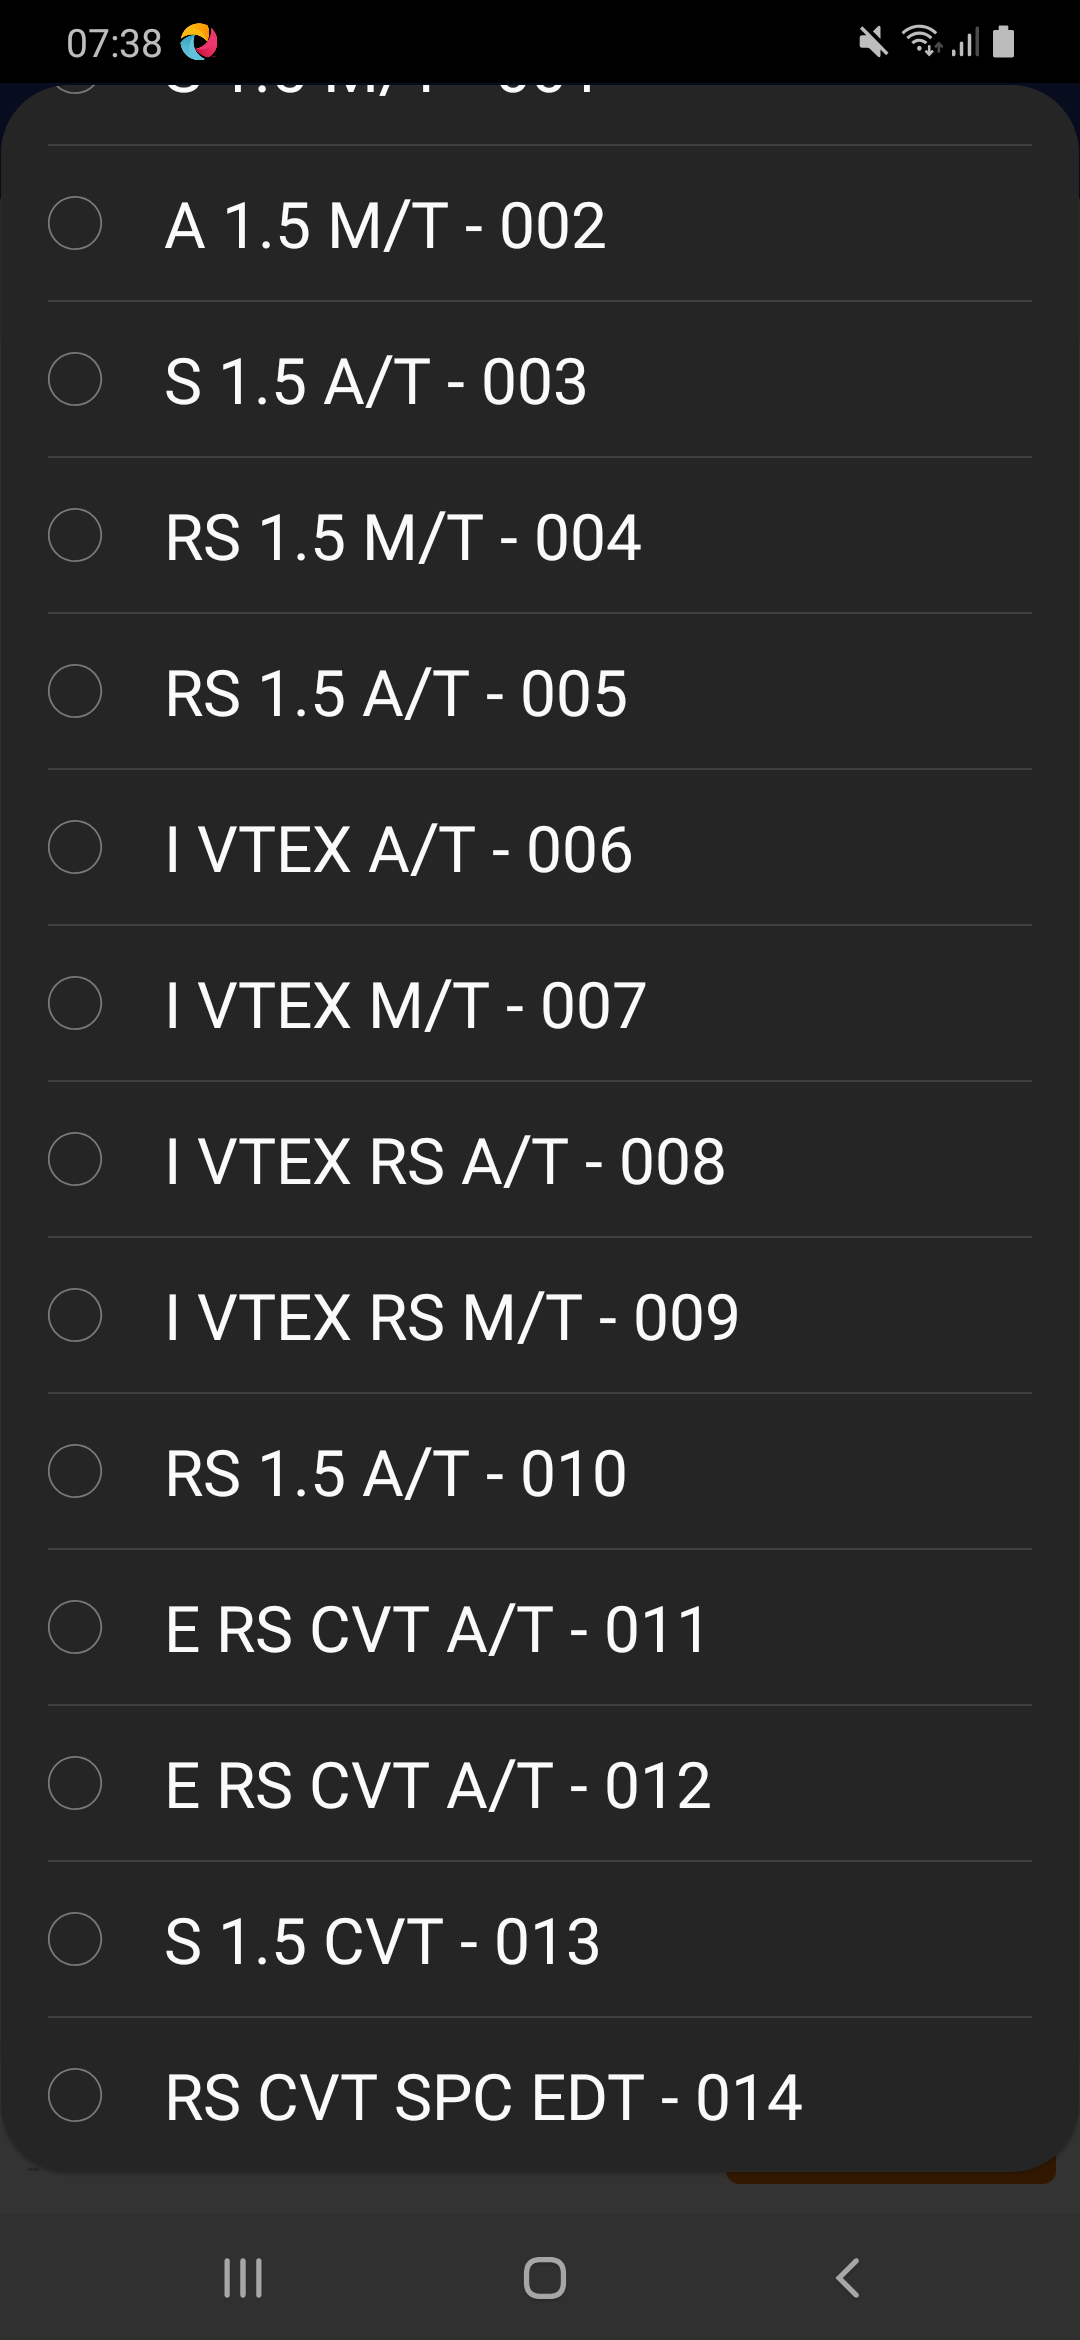 07:38
A 1.5 M/T - 002
S 1.5 A/T - 003
RS 1.5 M/T - 004
RS 1.5 A/T - 005
I VTEX A/T - 006
I VTEX M/T - 007
I VTEX RS A/T - 008
I VTEX RS M/T - 009
RS 1.5 A/T - 010
E RS CVT A/T - 011
E RS CVT A/T - 012
S 1.5 CVT - 013
RS CVT SPC EDT - 014